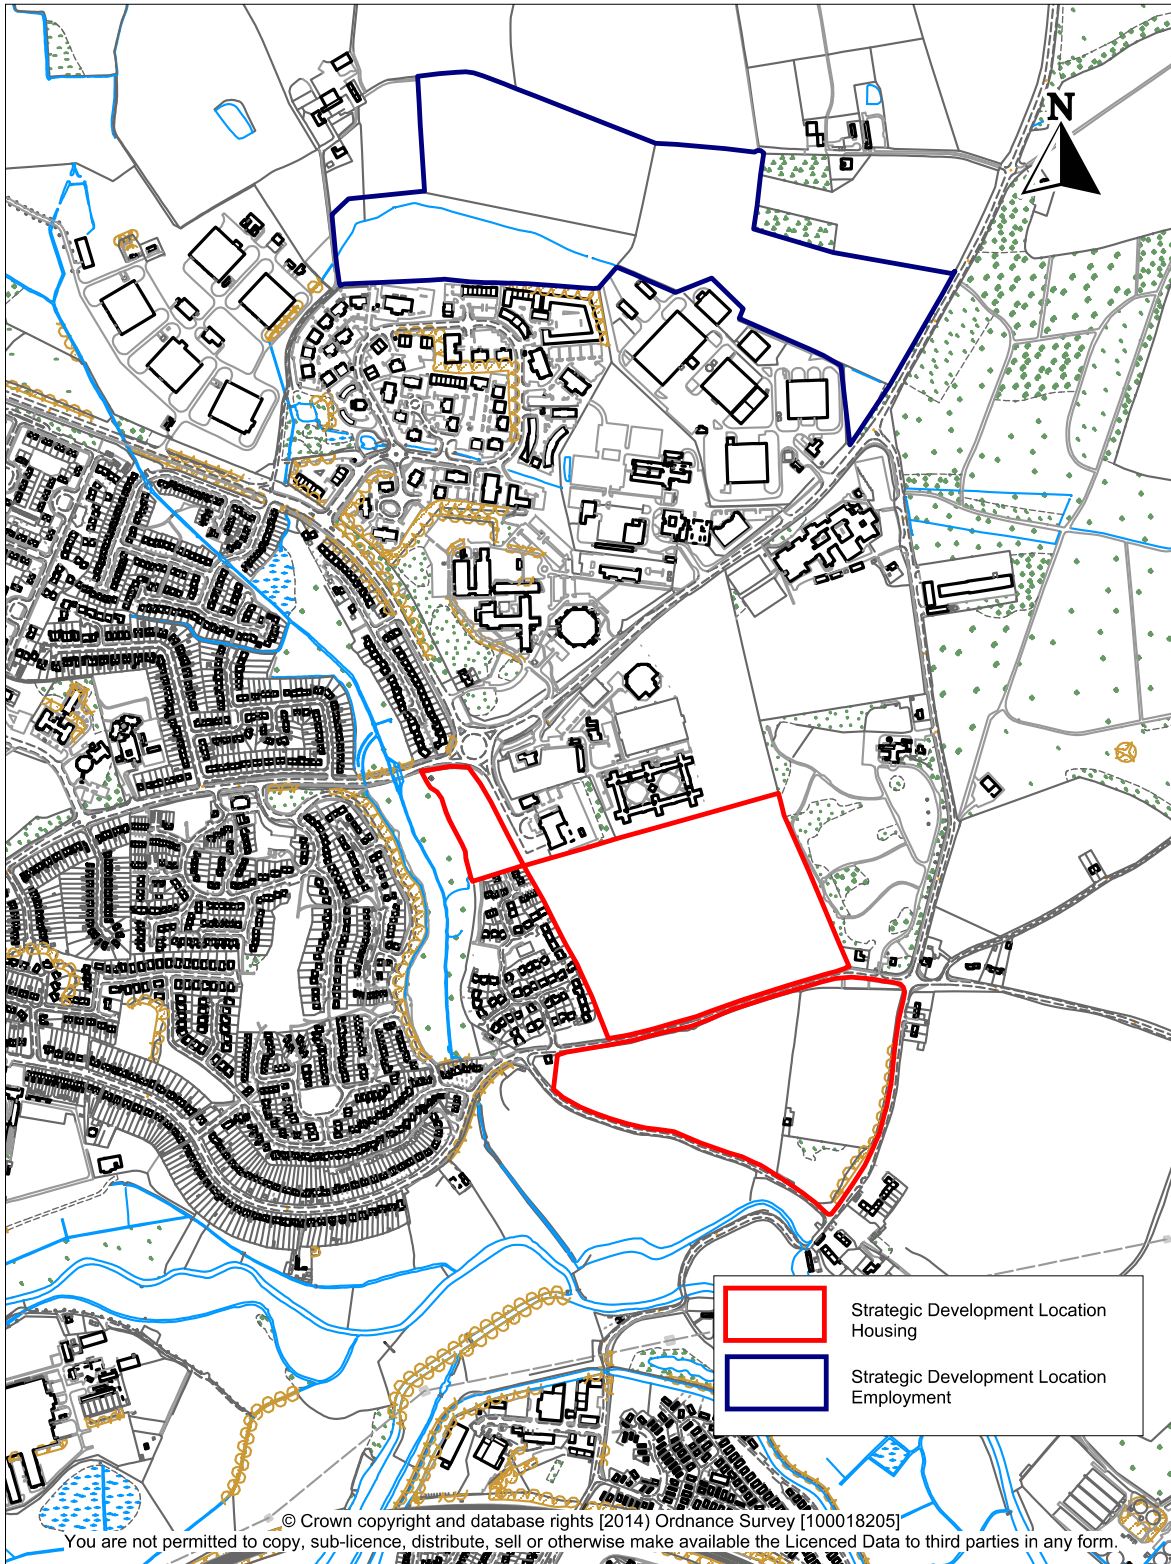 N
Strategic Development Location
Housing
Strategic Development Location
Employment
© Crown copyright and database rights [2014) Ordnance Survey [100018205]
You are not permitted to copy, sub-licence, distribute, sell or otherwise make available the Licenced Data to third parties in any form.